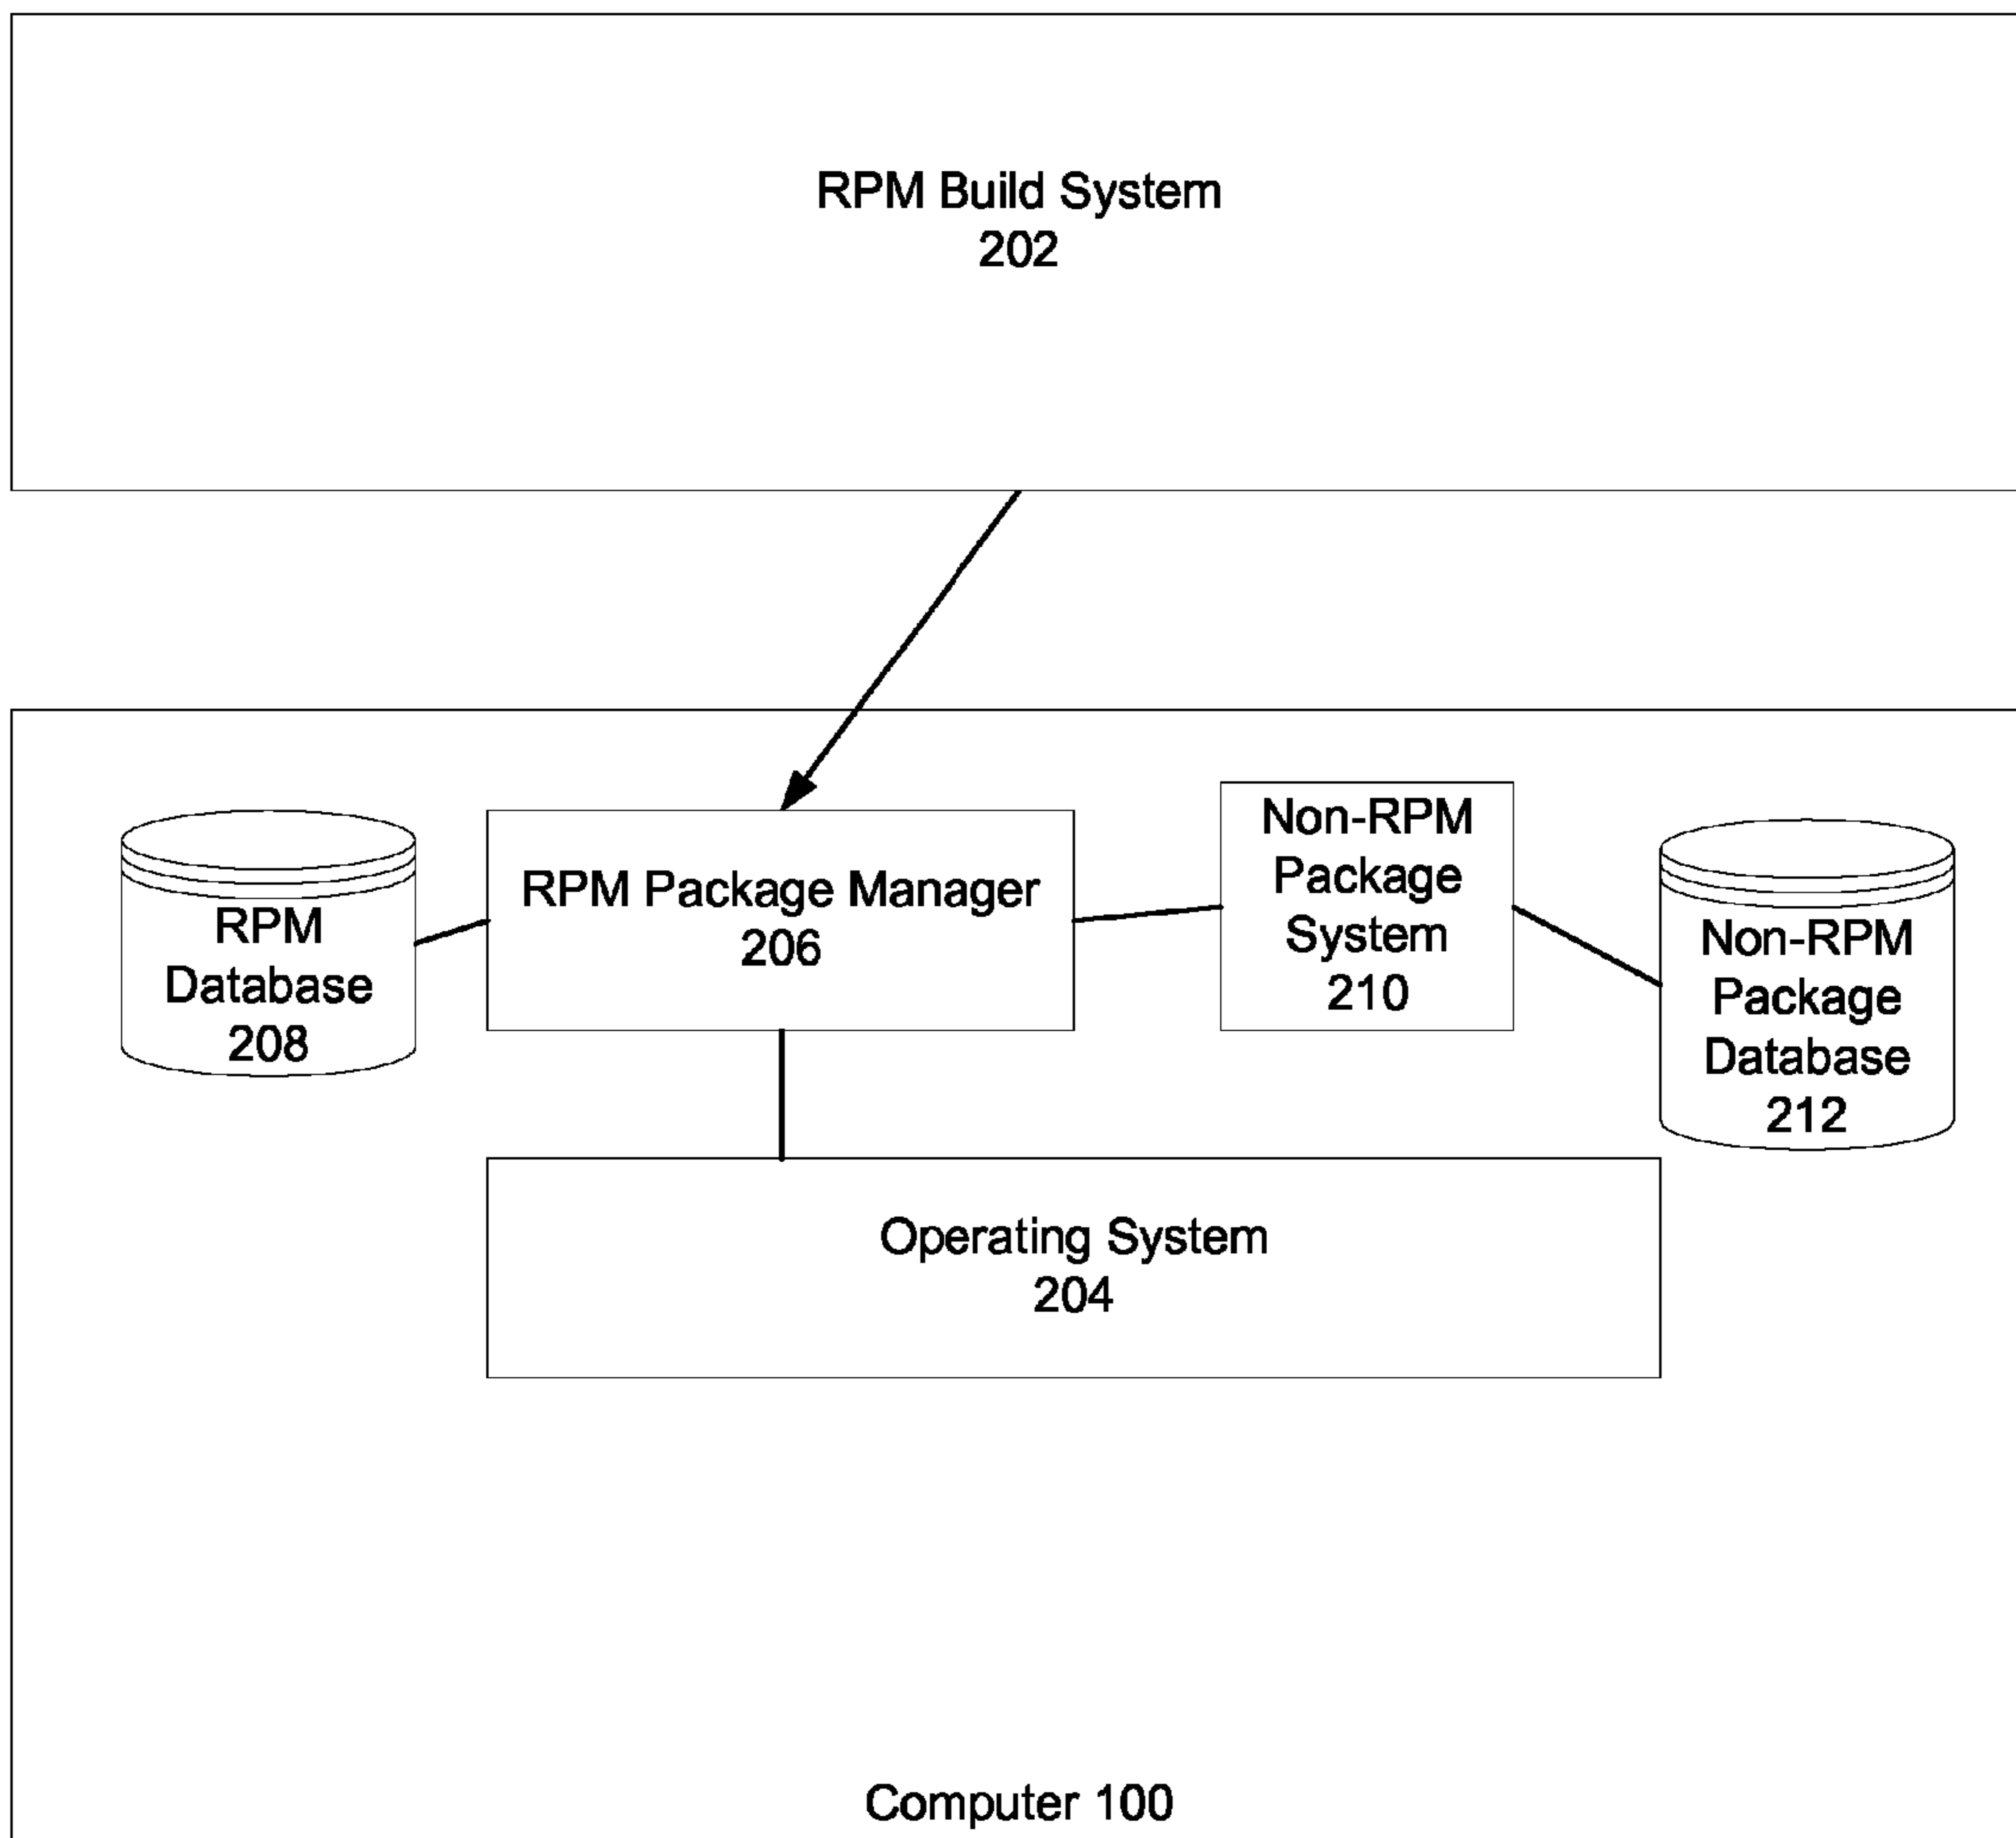 RPM Build System
202
RPM
Database
208
RPM Package Manager
206
Non-RPM
Package
System
210
Non-RPM
Package
Database
212
Operating System
204
Computer 100